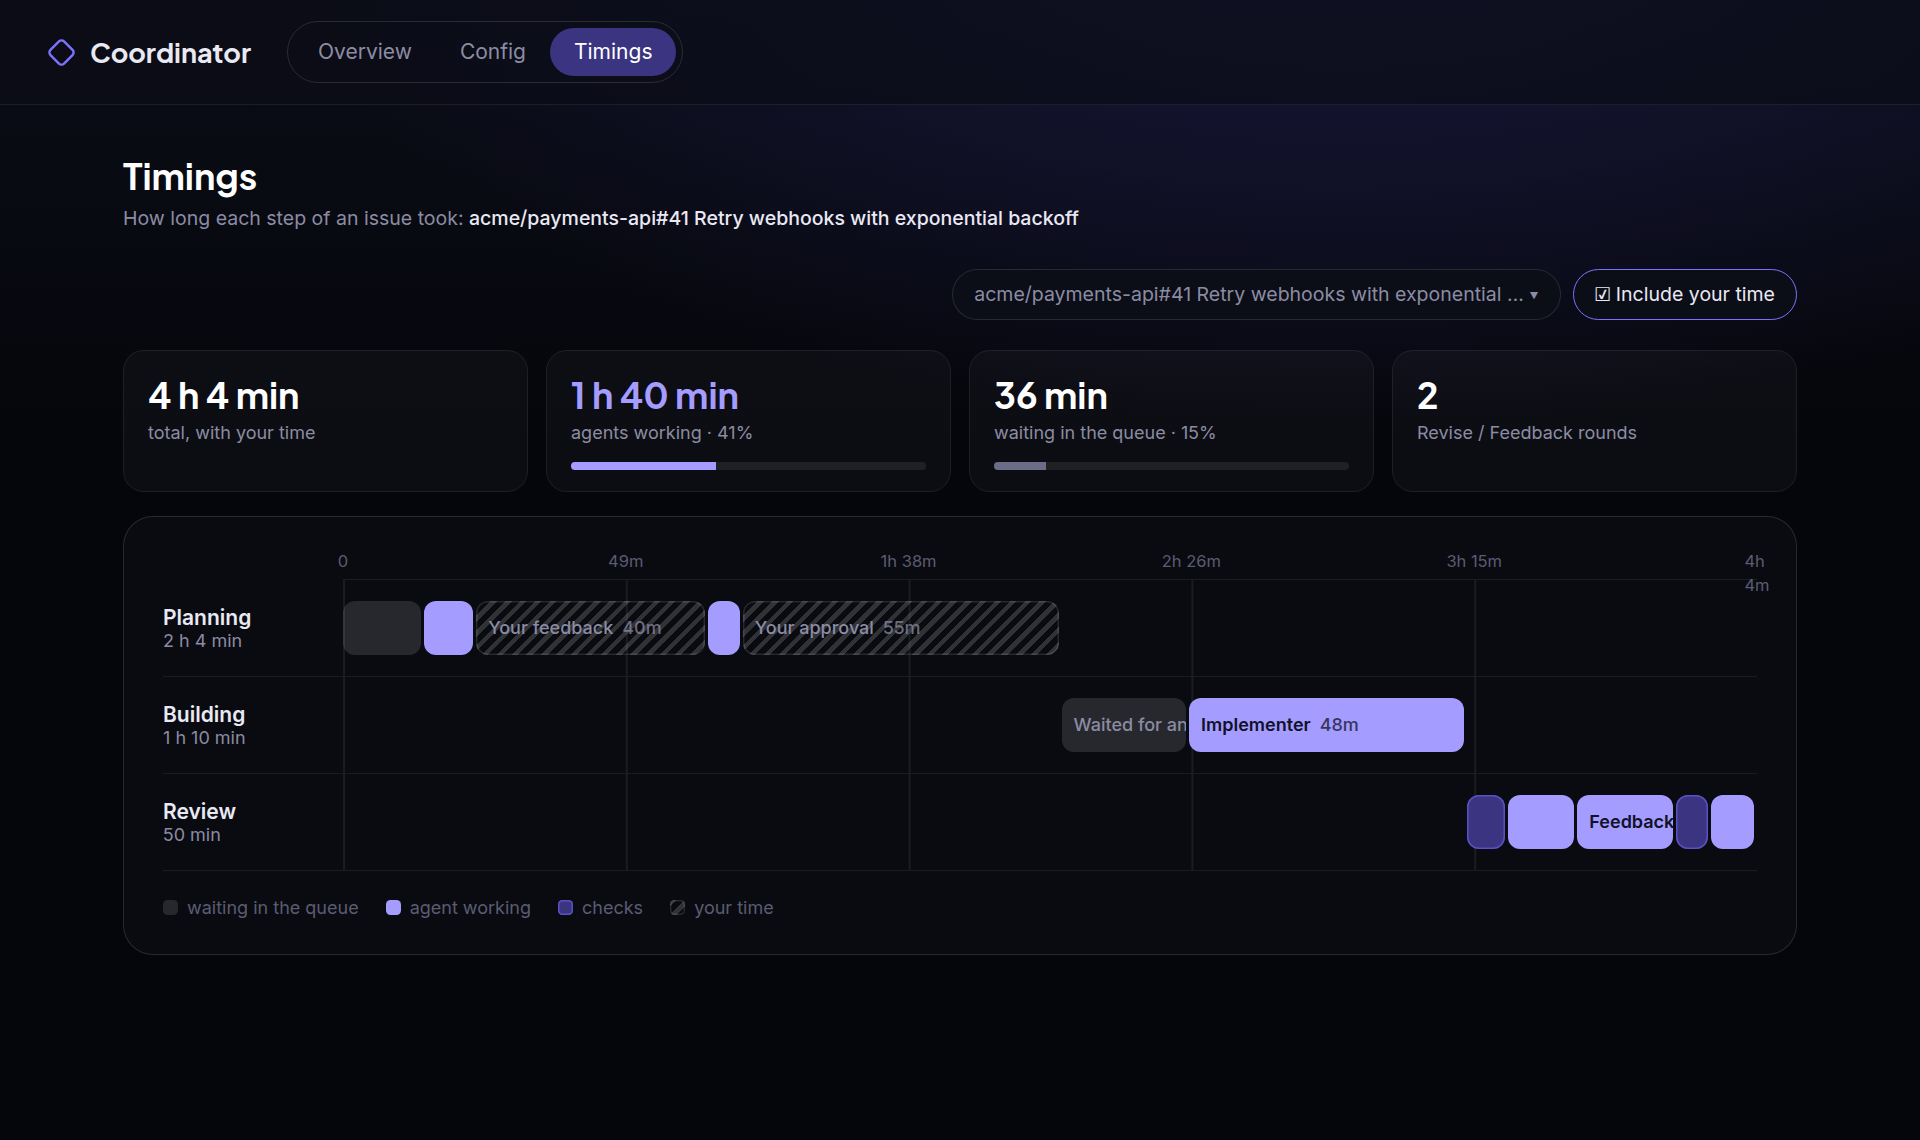 Coordinator
Overview
Config
Timings
Timings
How long each step of an issue took: acme/payments-api#41 Retry webhooks with exponential backoff
acme/payments-api#41 Retry webhooks with exponential ... ▾
☑ Include your time
4 h 4 min
total, with your time
1 h 40 min
agents working · 41%
36 min
waiting in the queue · 15%
2
Revise / Feedback rounds
0
49m
1h 38m
2h 26m
3h 15m
4h
4m
Planning
2 h 4 min
Your feedback 40m
Your approval 55m
Building
1 h 10 min
Waited for an
Implementer 48m
Review
50 min
Feedback
waiting in the queue
agent working
checks
your time